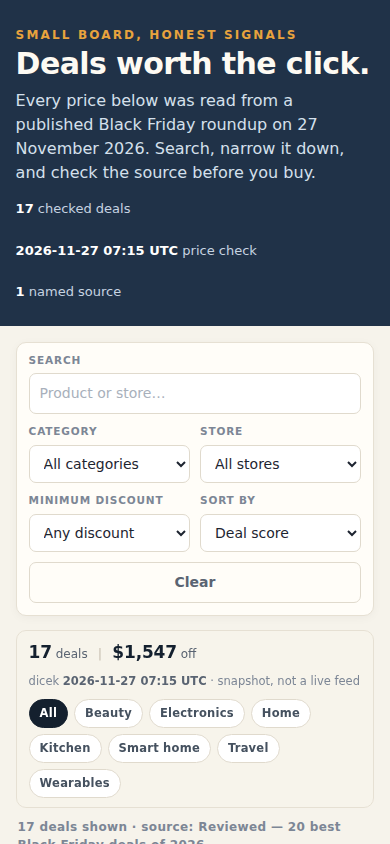 SMALL BOARD, HONEST SIGNALS
Deals worth the click.
Every price below was read from a
published Black Friday roundup on 27
November 2026. Search, narrow it down,
and check the source before you buy.
17 checked deals
2026-11-27 07:15 UTC price check
1 named source
SEARCH
Product or store...
CATEGORY STORE
All categories All stores
MINIMUM DISCOUNT SORT BY
Any discount Deal score
Clear
17 deals | $1,547 off
dicek 2026-11-27 07:15 UTC · snapshot, not a live feed
All Beauty Electronics Home
Kitchen Smart home Travel
Wearables
17 deals shown · source: Reviewed — 20 best
Black Friday deals of 2026